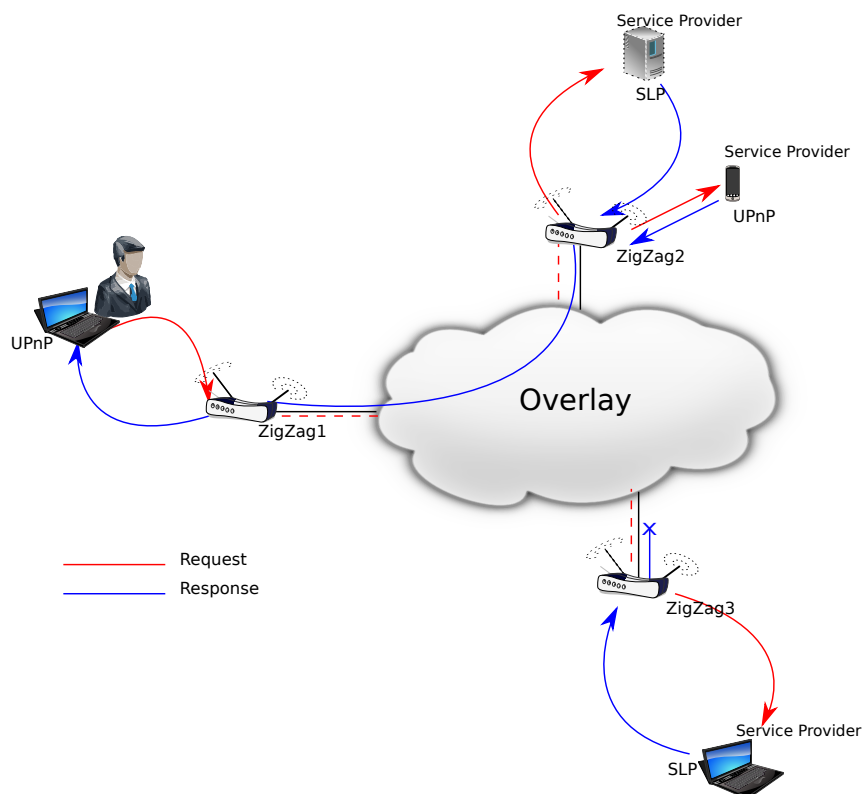 Service Provider
SLP
Service Provider
UPnP
ZigZag2
UPnP
Overlay
ZigZag1
Request
Response
ZigZag3
Service Provider
SLP